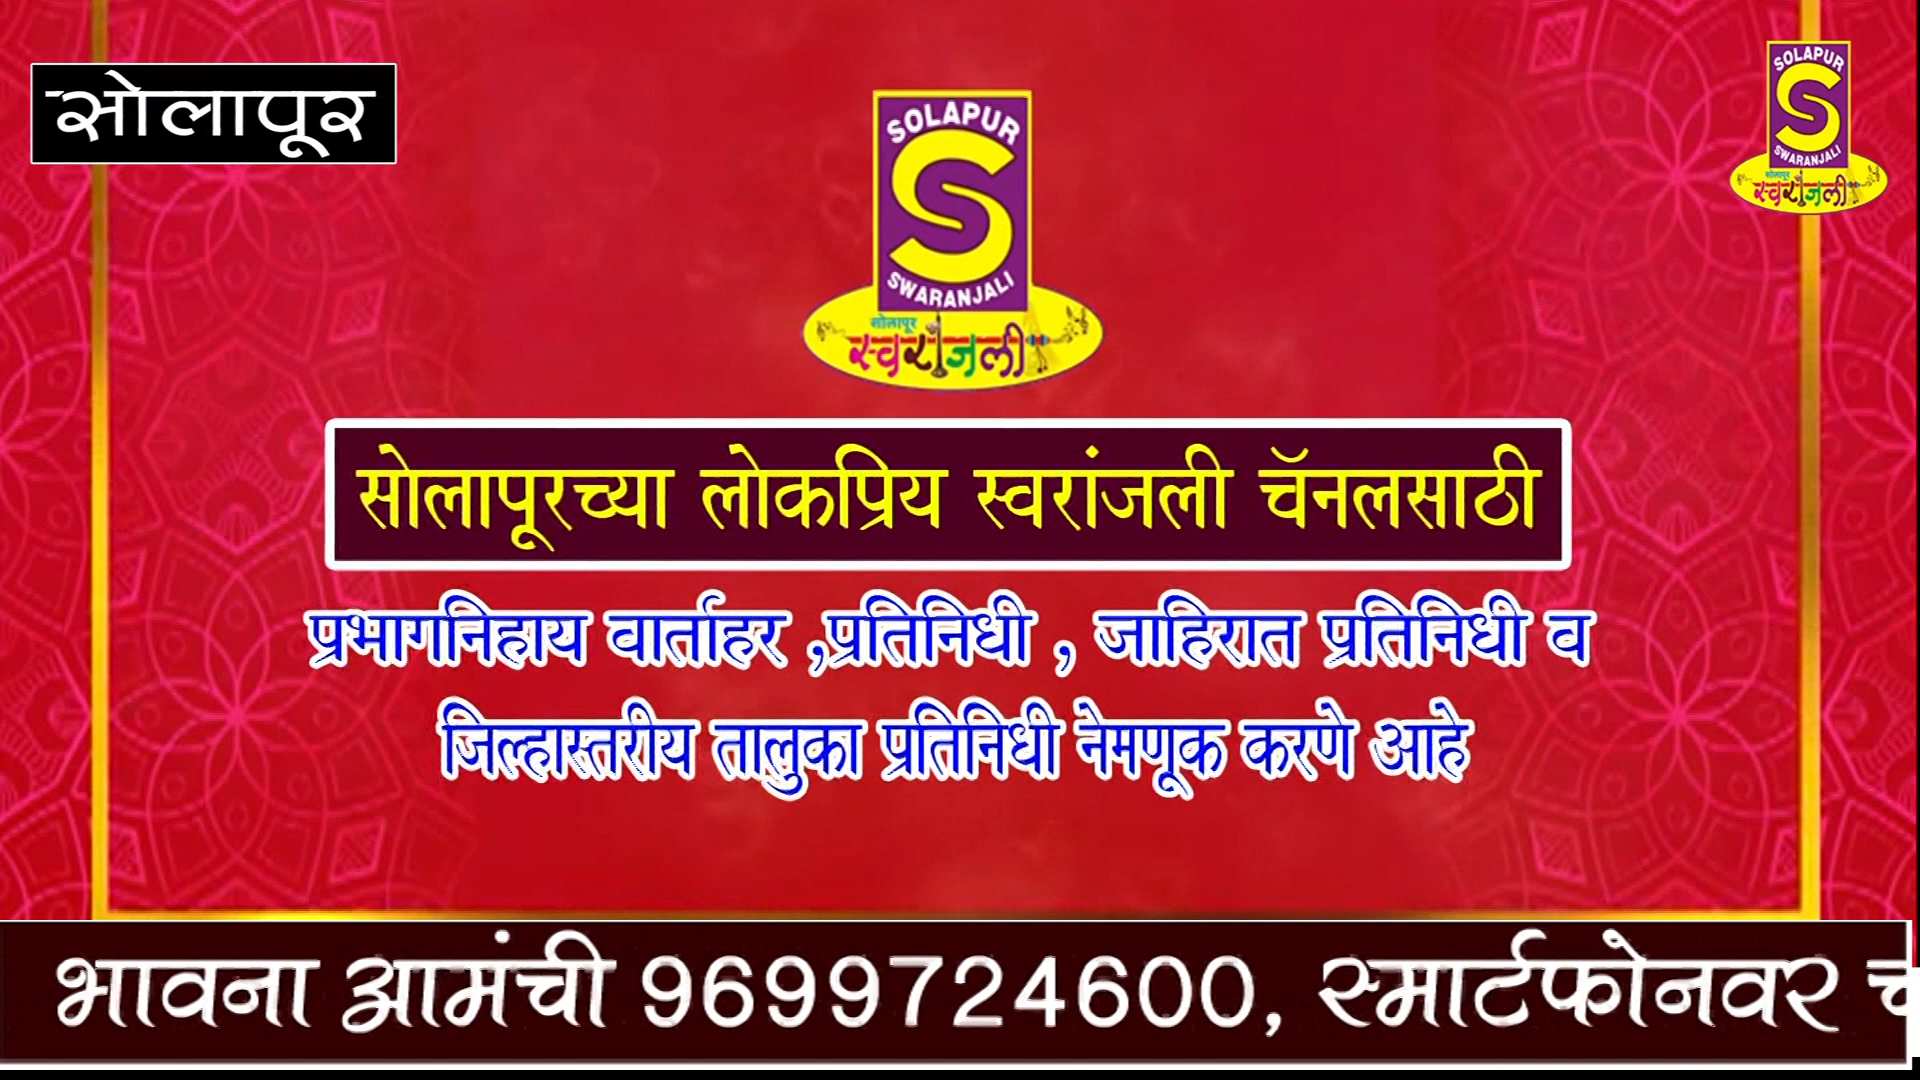 सोलापूर
SOLAPUR
S
SWARANJALI
सोलापूर
स्वरांजली
SOLAPUR
S
SWARANJALI
सोलापूर
स्वरांजली
सोलापूरच्या लोकप्रिय स्वरांजली चॅनलसाठी
प्रभागनिहाय वार्ताहर ,प्रतिनिधी , जाहिरात प्रतिनिधी व
जिल्हास्तरीय तालुका प्रतिनिधी नेमणूक करणे आहे
भावना आमंची 9699724600, स्मार्टफोनवर